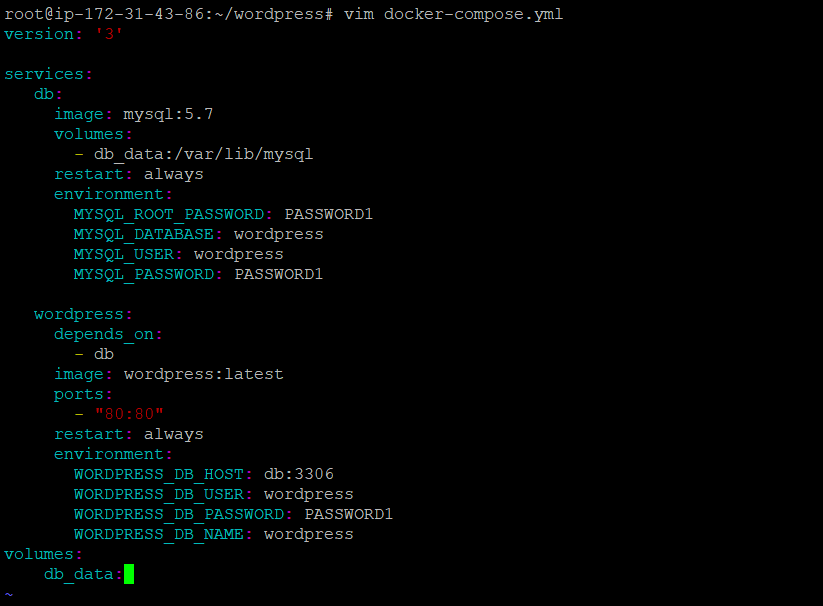 root@ip-172-31-43-86:~/wordpress# vim docker-compose.yml
version: '3'

services:
   db:
     image: mysql:5.7
     volumes:
       - db_data:/var/lib/mysql
     restart: always
     environment:
       MYSQL_ROOT_PASSWORD: PASSWORD1
       MYSQL_DATABASE: wordpress
       MYSQL_USER: wordpress
       MYSQL_PASSWORD: PASSWORD1

   wordpress:
     depends_on:
       - db
     image: wordpress:latest
     ports:
       - "80:80"
     restart: always
     environment:
       WORDPRESS_DB_HOST: db:3306
       WORDPRESS_DB_USER: wordpress
       WORDPRESS_DB_PASSWORD: PASSWORD1
       WORDPRESS_DB_NAME: wordpress
volumes:
    db_data:
~